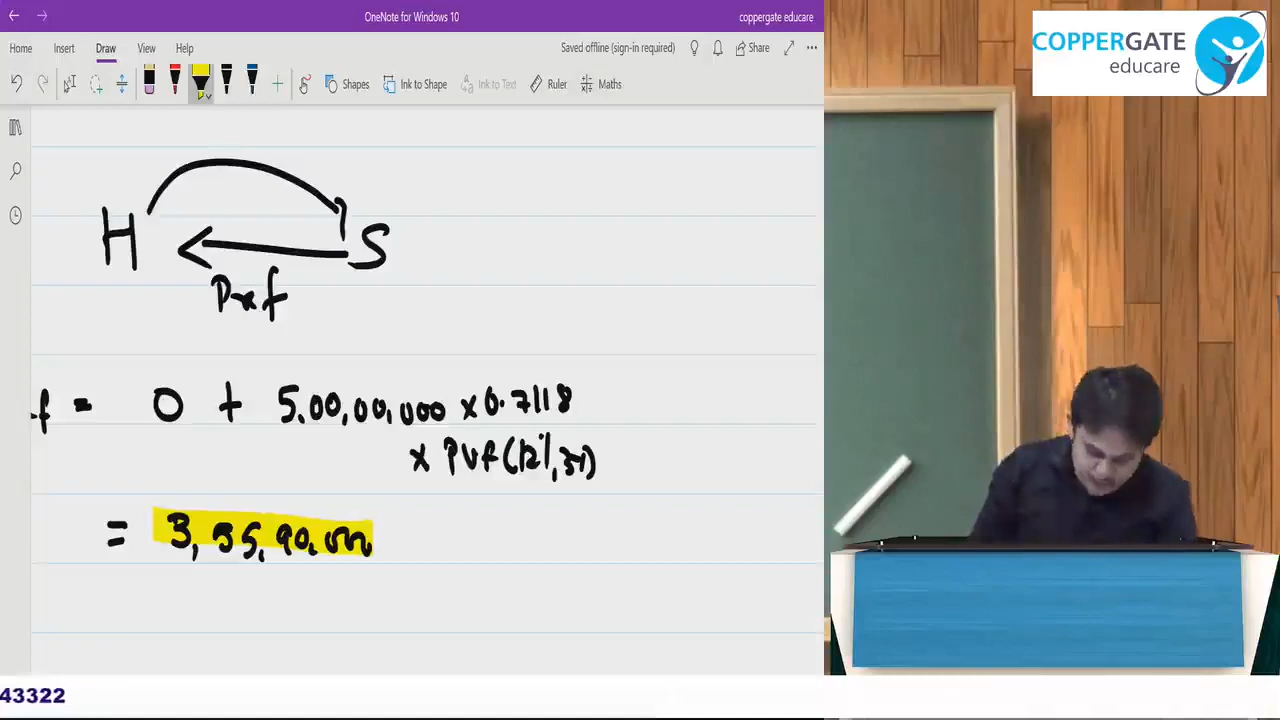 OneNote for Windows 10
coppergate educare
Home Insert Draw View Help
Saved offline (sign-in required)
Share
Shapes
Ink to Shape
Ink to Text
Ruler
Maths
COPPERGATE
educare
H S
Pref
f = 0 + 5,00,00,000 x 0.7118
x PVF(12%,3Y)
= 3,55,90,000
43322